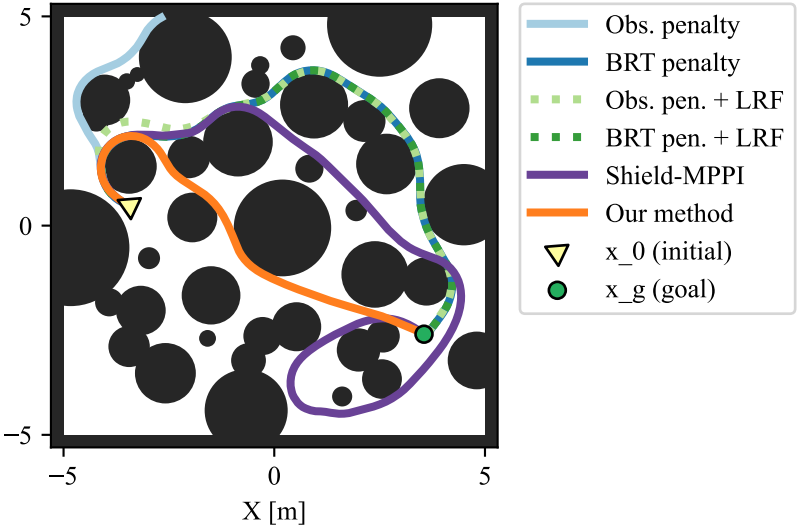 5
0
−5
−5
0
5
X [m]
Obs. penalty
BRT penalty
Obs. pen. + LRF
BRT pen. + LRF
Shield-MPPI
Our method
x_0 (initial)
x_g (goal)